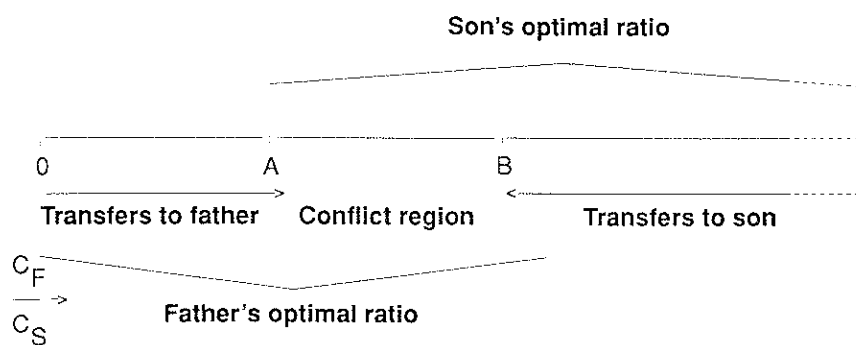 Son's optimal ratio
0 A B
Transfers to father Conflict region Transfers to son
C_F
C_S
Father's optimal ratio